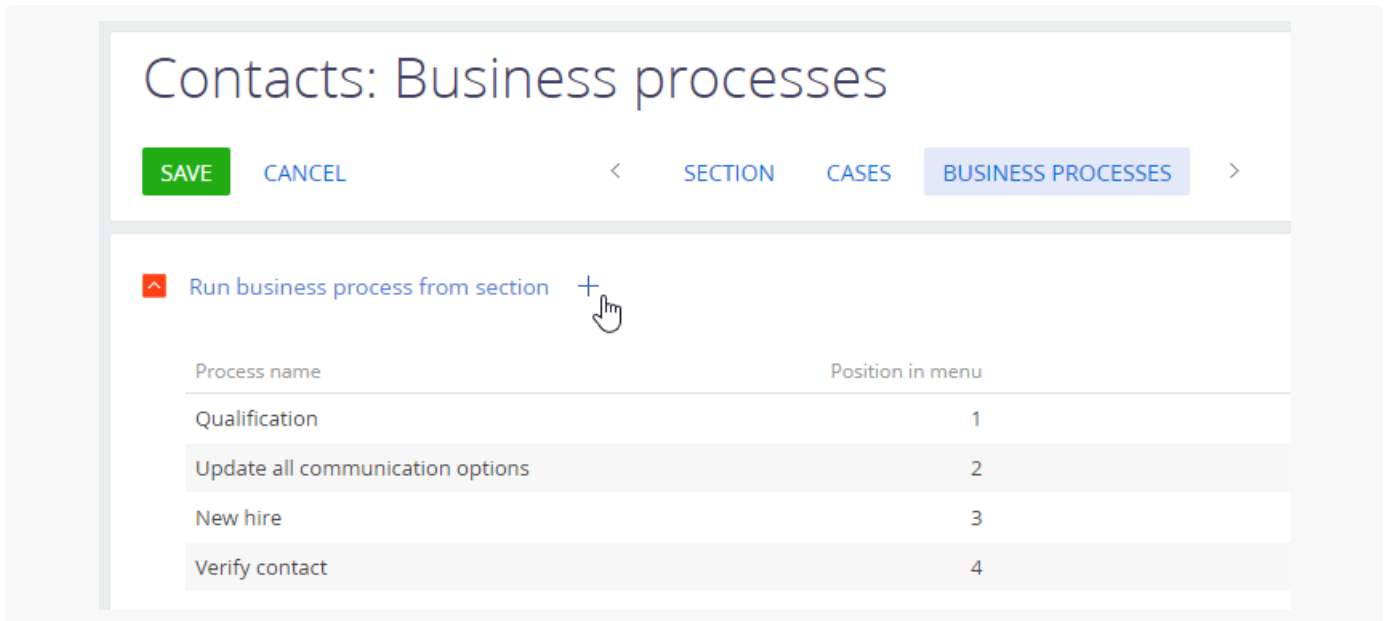 Contacts: Business processes
SAVE CANCEL SECTION CASES BUSINESS PROCESSES
Run business process from section
Process name Position in menu
Qualification 1
Update all communication options 2
New hire 3
Verify contact 4